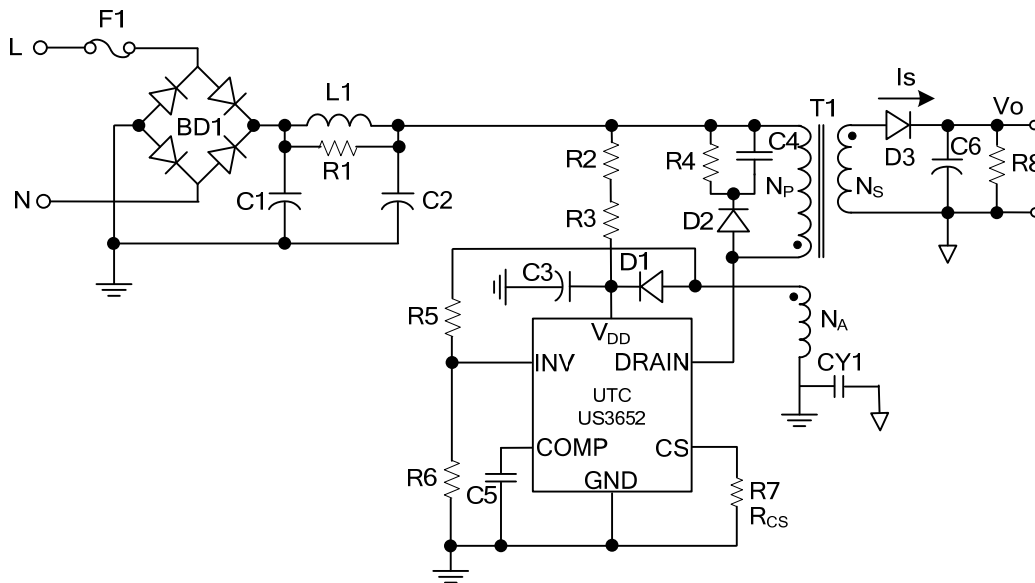 F1
L
Is
L1
T1
Vo
BD1
C4
C6
R2
R4
D3
R8
R1
NP
NS
N
C1
C2
R3
D2
C3
D1
R5
VDD
NA
INV
DRAIN
CY1
UTC
US3652
COMP
CS
R6
C5
GND
R7
RCS